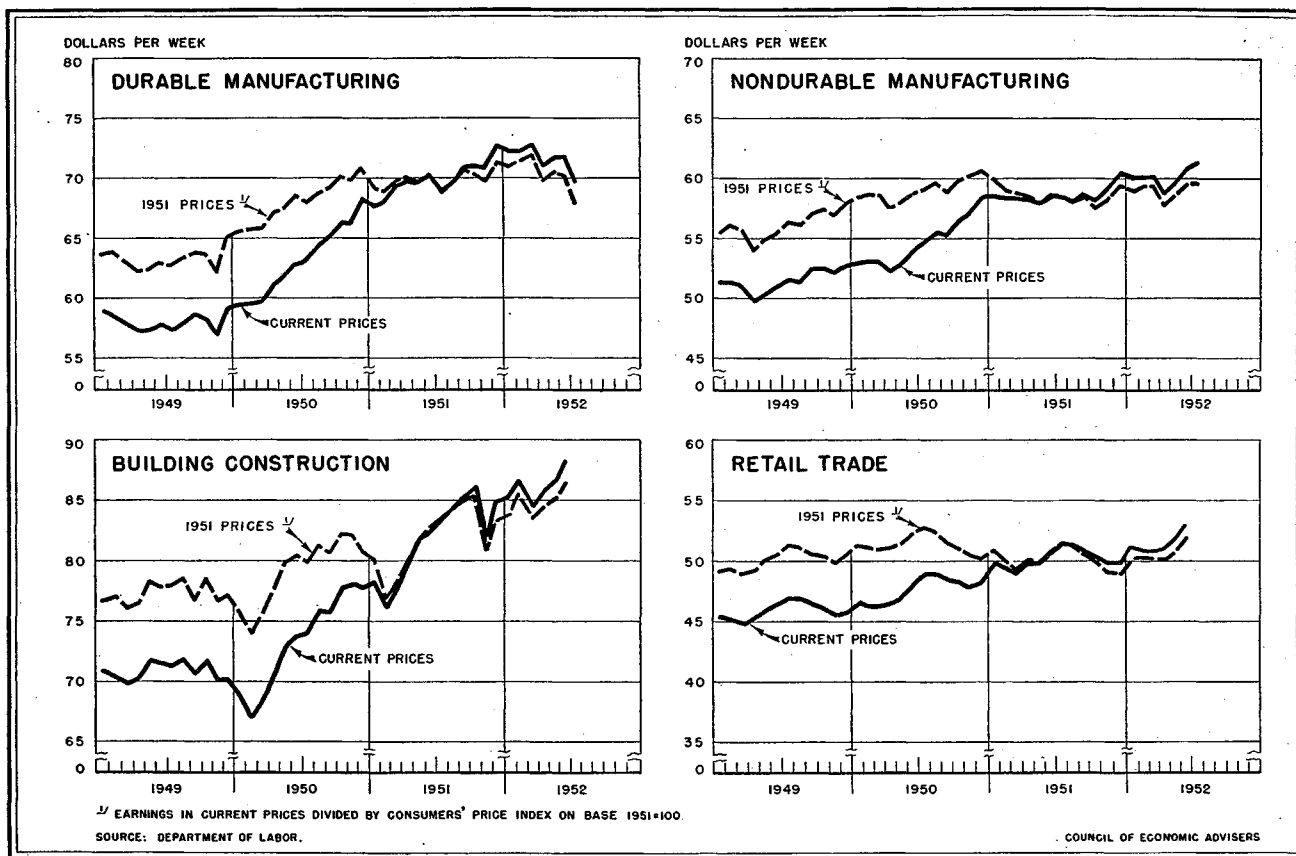 DOLLARS PER WEEK
80
DURABLE MANUFACTURING
75
70
1951 PRICES 1/
65
60
CURRENT PRICES
55
0
1949 1950 1951 1952
DOLLARS PER WEEK
70
NONDURABLE MANUFACTURING
65
60
1951 PRICES 1/
55
CURRENT PRICES
50
45
0
1949 1950 1951 1952
90
BUILDING CONSTRUCTION
85
1951 PRICES 1/
80
75
CURRENT PRICES
70
65
0
1949 1950 1951 1952
60
RETAIL TRADE
55
1951 PRICES 1/
50
45
CURRENT PRICES
40
35
0
1949 1950 1951 1952
1/ EARNINGS IN CURRENT PRICES DIVIDED BY CONSUMERS' PRICE INDEX ON BASE 1951=100.
SOURCE: DEPARTMENT OF LABOR. COUNCIL OF ECONOMIC ADVISERS